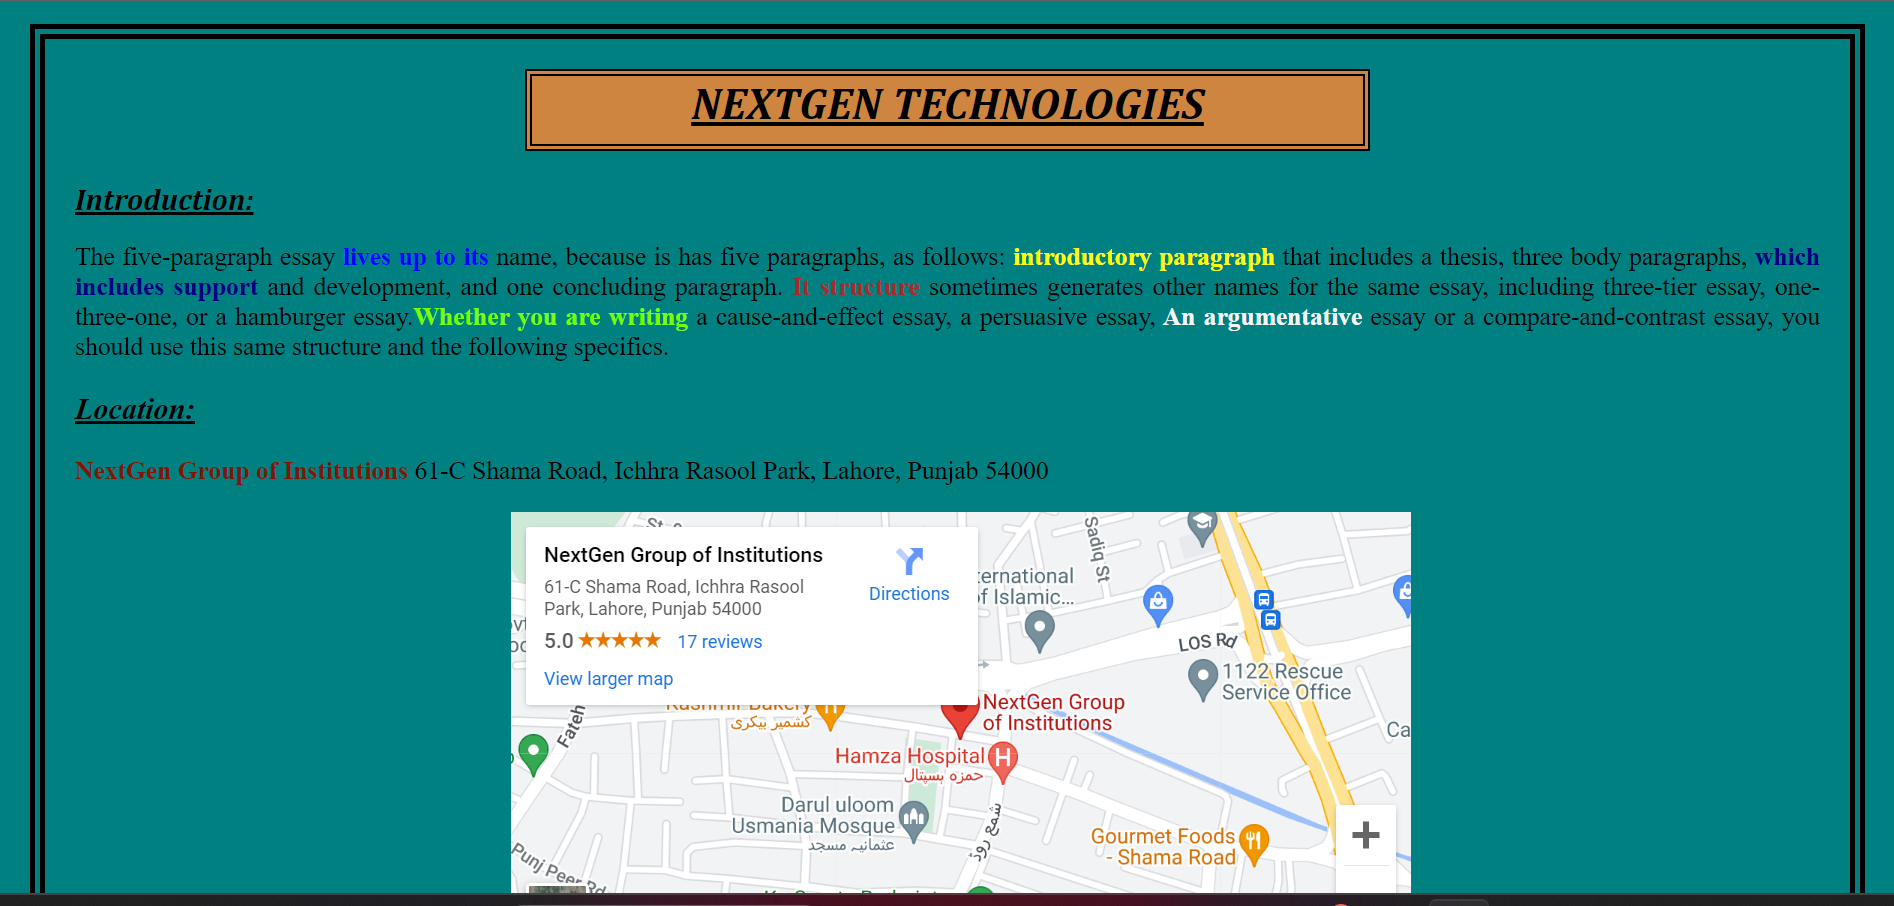 NEXTGEN TECHNOLOGIES
Introduction:
The five-paragraph essay lives up to its name, because is has five paragraphs, as follows: introductory paragraph that includes a thesis, three body paragraphs, which
includes support and development, and one concluding paragraph. It structure sometimes generates other names for the same essay, including three-tier essay, one-
three-one, or a hamburger essay.Whether you are writing a cause-and-effect essay, a persuasive essay, An argumentative essay or a compare-and-contrast essay, you
should use this same structure and the following specifics.
Location:
NextGen Group of Institutions 61-C Shama Road, Ichhra Rasool Park, Lahore, Punjab 54000
NextGen Group of Institutions
61-C Shama Road, Ichhra Rasool
Park, Lahore, Punjab 54000
5.0
17 reviews
View larger map
Directions
Sadiq St
ernational
f Islamic...
LOS Rd
1122 Rescue
Service Office
NextGen Group
of Institutions
Ca
Kashmir Bakery
کشمیر بیکری
Fateh
Hamza Hospital
H
حمزہ ہسپتال
Darul uloom
Usmania Mosque
عثمانیہ مسجد
شمع روڈ
Gourmet Foods
- Shama Road
Punj Peer Rd